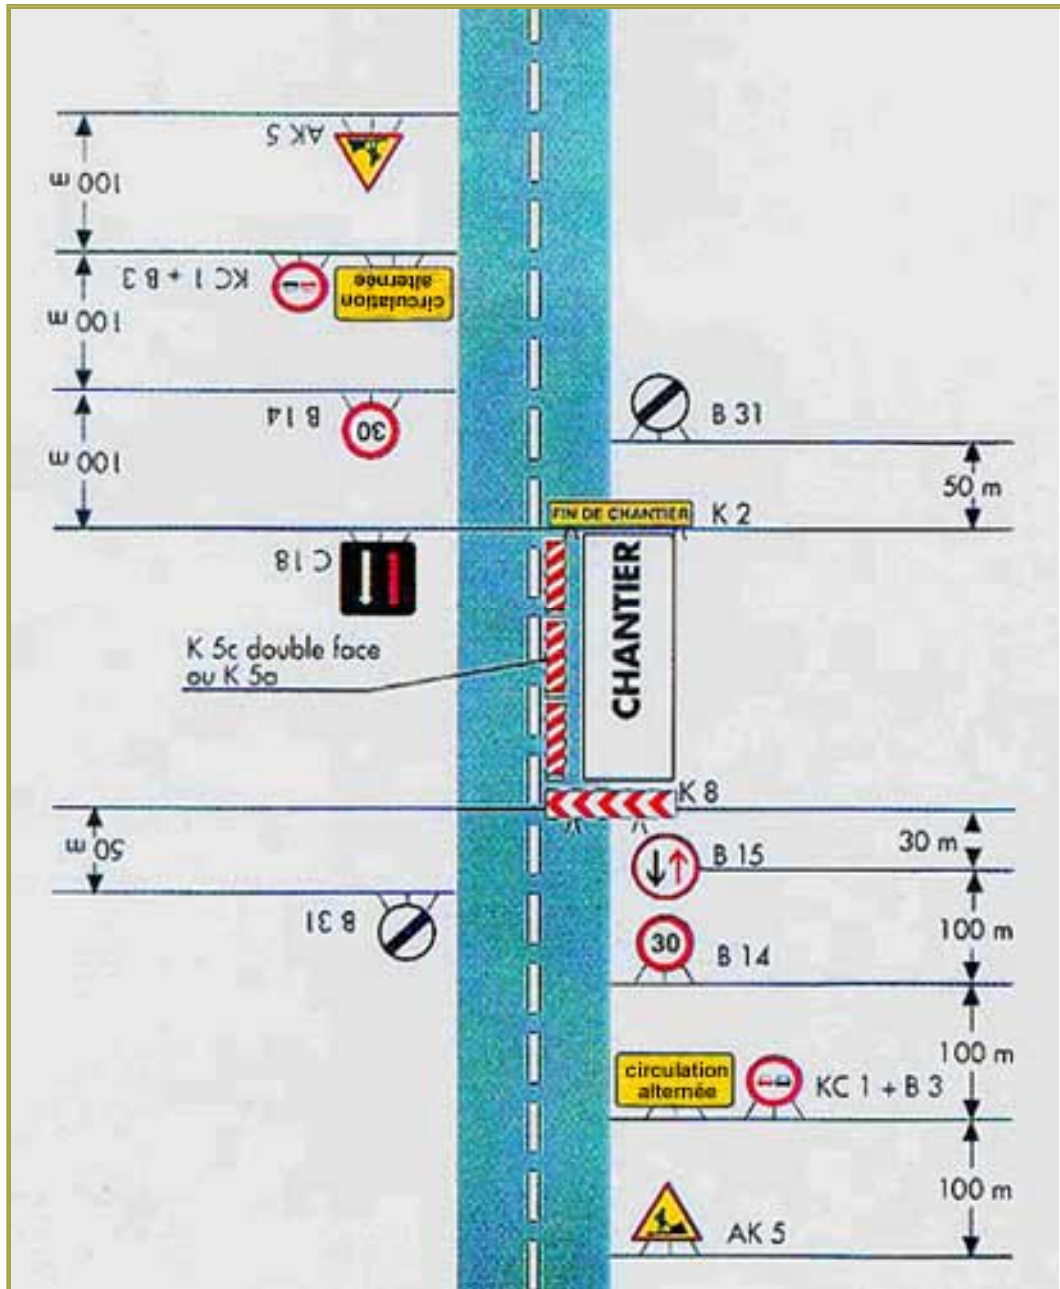 AK 5
100 m
KC 1 + B 3
circulation
alternée
100 m
B 14
30
100 m
B 31
50 m
FIN DE CHANTIER
K 2
C 18
CHANTIER
K 5c double face
ou K 5a
K 8
30 m
B 15
50 m
B 31
100 m
30
B 14
100 m
circulation
alternée
KC 1 + B 3
100 m
AK 5